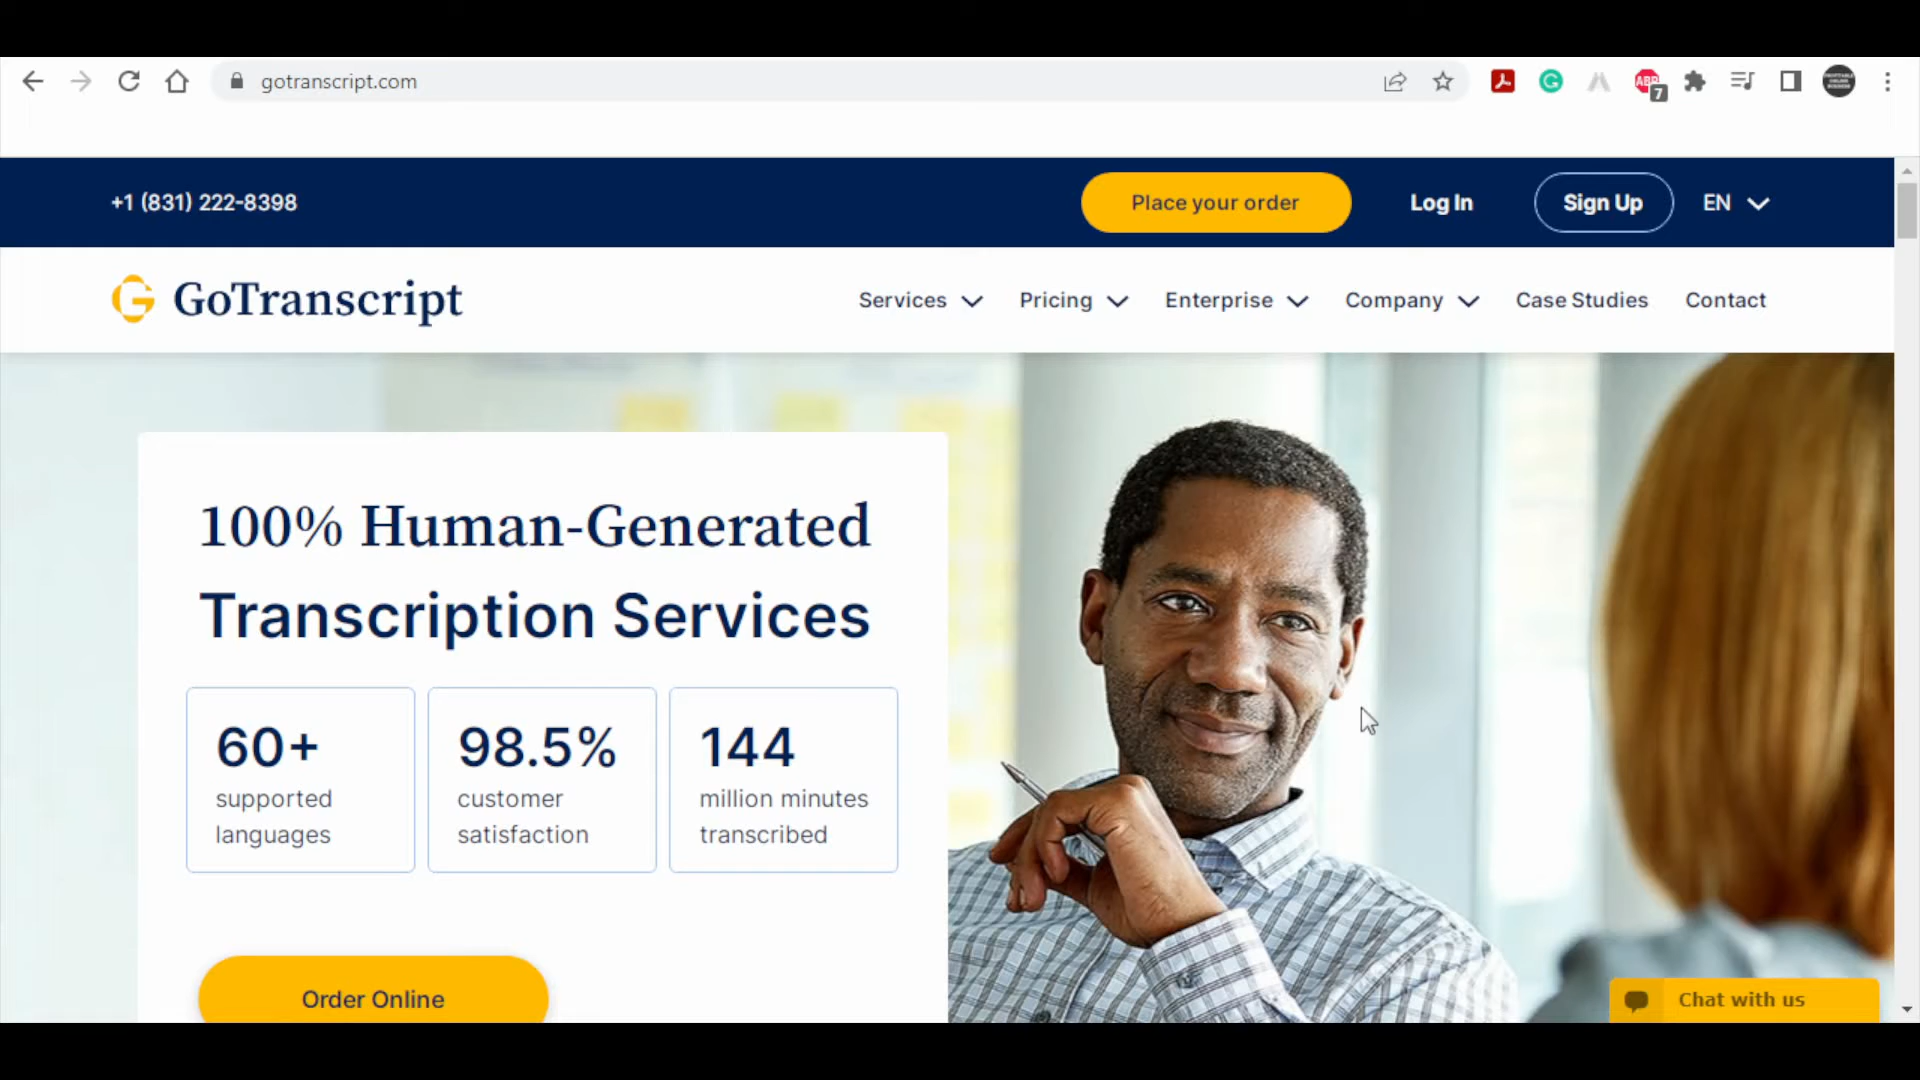 gotranscript.com
ABP
7
+1 (831) 222-8398
Place your order
Log In
Sign Up
EN
GoTranscript
Services
Pricing
Enterprise
Company
Case Studies
Contact
100% Human-Generated
Transcription Services
60+
supported
languages
98.5%
customer
satisfaction
144
million minutes
transcribed
Order Online
Chat with us